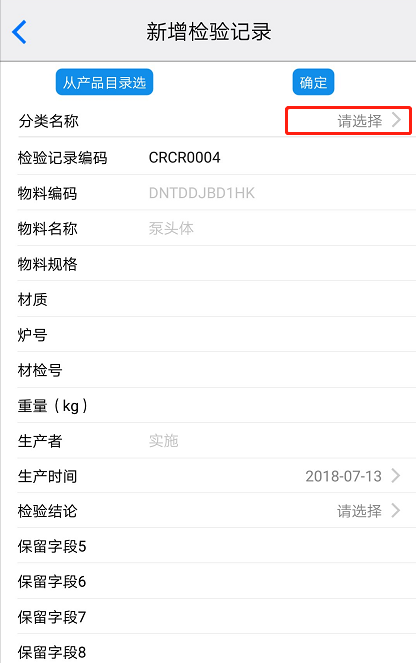 新增检验记录
从产品目录选 确定
分类名称 请选择
检验记录编码 CRCR0004
物料编码 DNTDDJBD1HK
物料名称 泵头体
物料规格
材质
炉号
材检号
重量（kg）
生产者 实施
生产时间 2018-07-13
检验结论 请选择
保留字段5
保留字段6
保留字段7
保留字段8